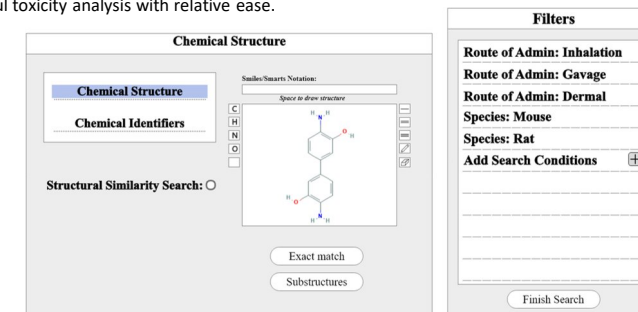 ul toxicity analysis with relative ease.
Chemical Structure
Chemical Structure
Chemical Identifiers
Structural Similarity Search:
Smiles/Smarts Notation:
Space to draw structure
C
H
N
O
H N H
O H
H O
H N H
Exact match
Substructures
Filters
Route of Admin: Inhalation
Route of Admin: Gavage
Route of Admin: Dermal
Species: Mouse
Species: Rat
Add Search Conditions +
Finish Search